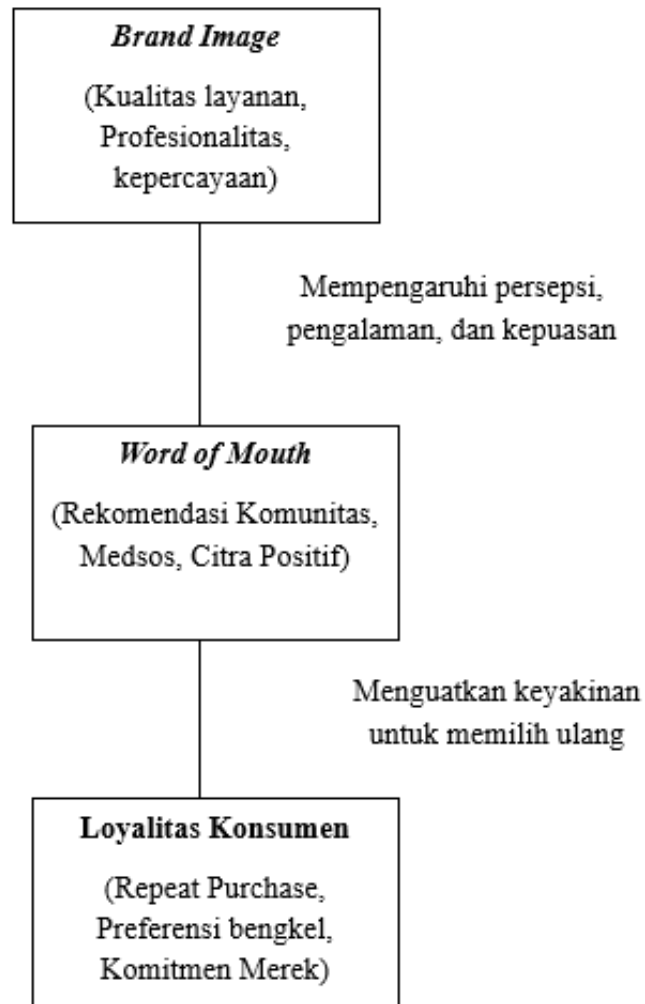 Brand Image
(Kualitas layanan,
Profesionalitas,
kepercayaan)
Mempengaruhi persepsi,
pengalaman, dan kepuasan
Word of Mouth
(Rekomendasi Komunitas,
Medsos, Citra Positif)
Menguatkan keyakinan
untuk memilih ulang
Loyalitas Konsumen
(Repeat Purchase,
Preferensi bengkel,
Komitmen Merek)